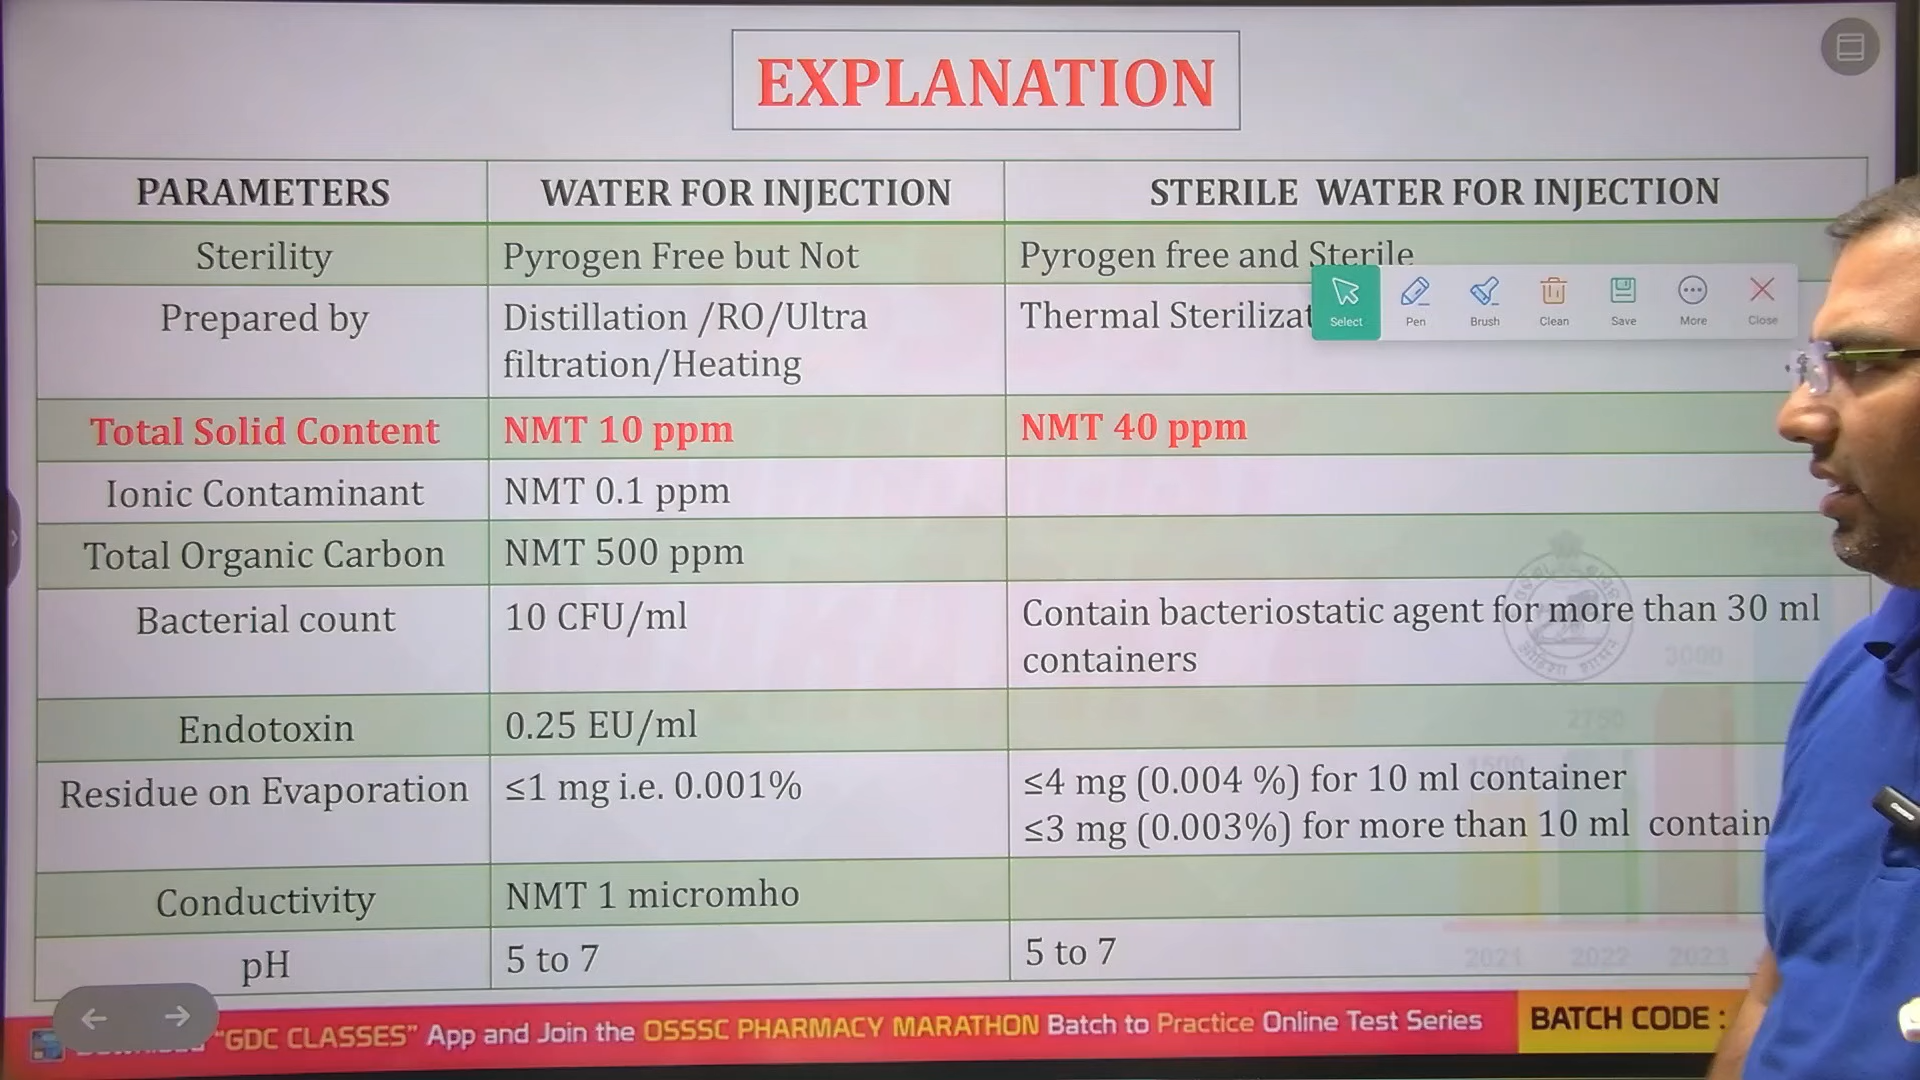 EXPLANATION
PARAMETERS WATER FOR INJECTION STERILE WATER FOR INJECTION
Sterility Pyrogen Free but Not Pyrogen free and Sterile
Prepared by Distillation /RO/Ultra Thermal Sterilizat
filtration/Heating
Select Pen Brush Clean Save More Close
Total Solid Content NMT 10 ppm NMT 40 ppm
Ionic Contaminant NMT 0.1 ppm
Total Organic Carbon NMT 500 ppm
Bacterial count 10 CFU/ml Contain bacteriostatic agent for more than 30 ml
containers
3000
Endotoxin 0.25 EU/ml
Residue on Evaporation ≤1 mg i.e. 0.001% ≤4 mg (0.004 %) for 10 ml container
≤3 mg (0.003%) for more than 10 ml contain
Conductivity NMT 1 micromho
pH 5 to 7 5 to 7
2021 2022 2023
"GDC CLASSES" App and Join the OSSSC PHARMACY MARATHON Batch to Practice Online Test Series BATCH CODE :